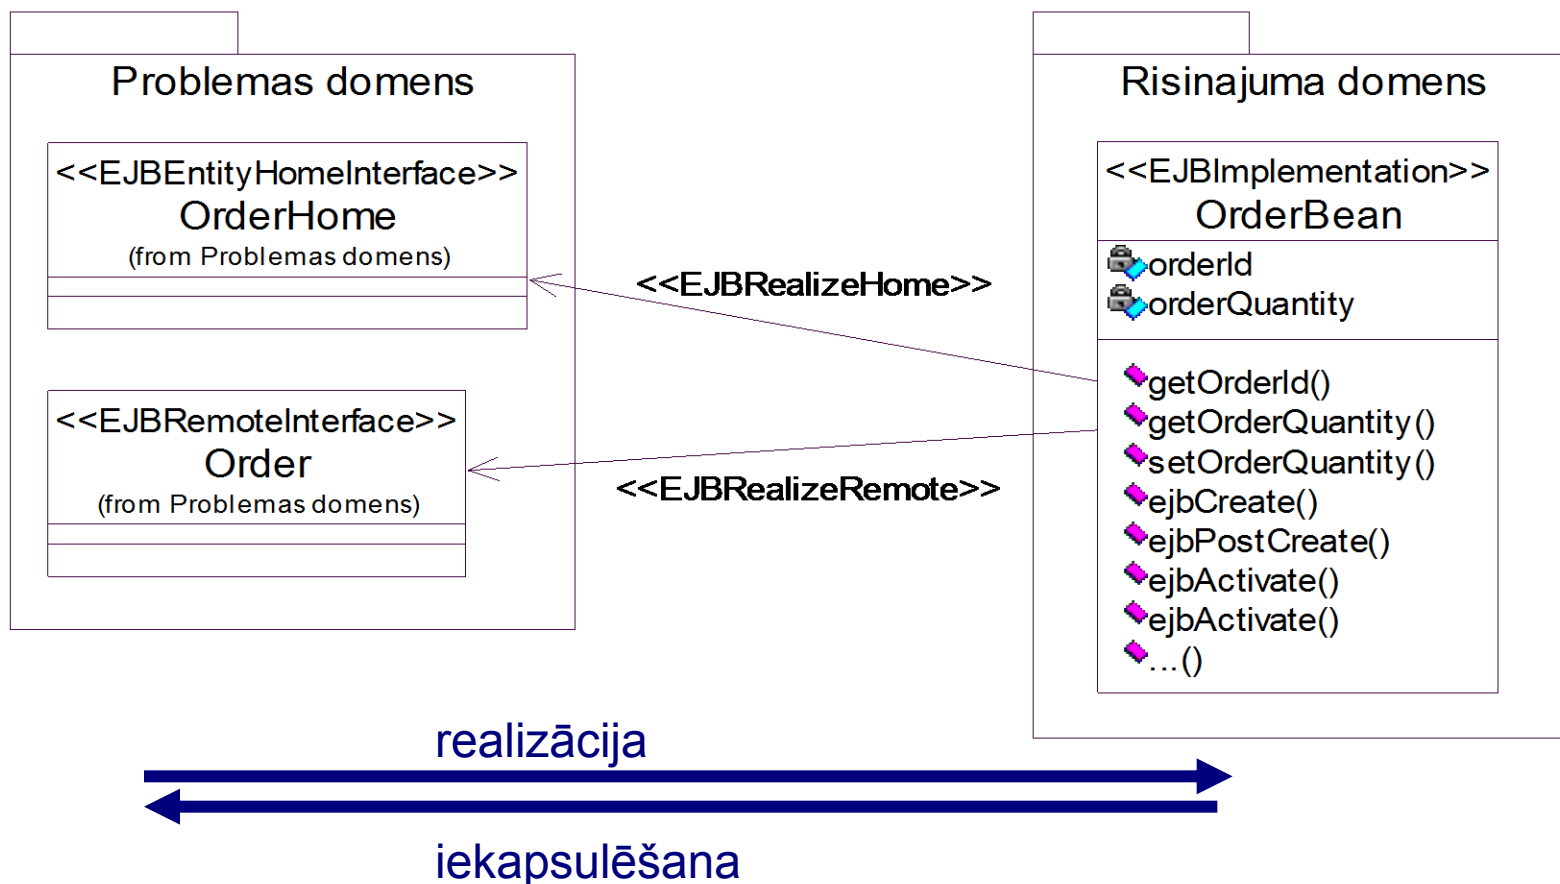 Problemas domens
<<EJBEntityHomeInterface>>
OrderHome
(from Problemas domens)
<<EJBRemoteInterface>>
Order
(from Problemas domens)
<<EJBRealizeHome>>
<<EJBRealizeRemote>>
Risinajuma domens
<<EJBImplementation>>
OrderBean
orderId
orderQuantity
getOrderId()
getOrderQuantity()
setOrderQuantity()
ejbCreate()
ejbPostCreate()
ejbActivate()
ejbActivate()
...()
realizācija
iekapsulēšana